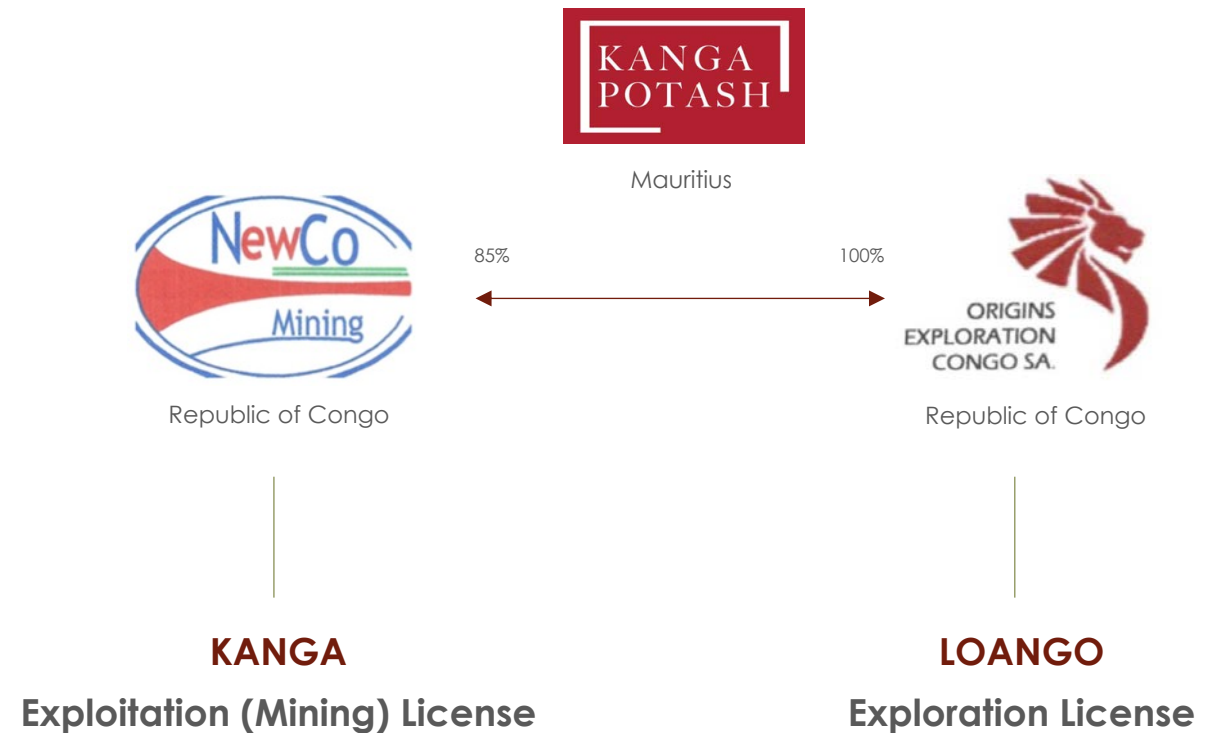 KANGA
POTASH
Mauritius
NewCo
Mining
85%
100%
ORIGINS
EXPLORATION
CONGO SA.
Republic of Congo
Republic of Congo
KANGA
Exploitation (Mining) License
LOANGO
Exploration License